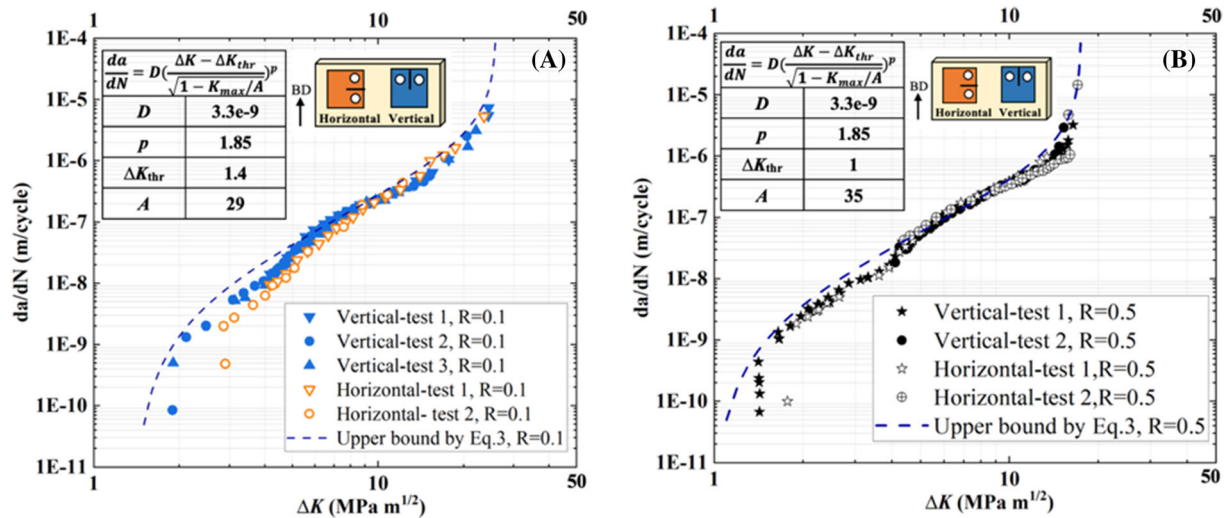 1 10 50
1E-4
1E-5
1E-6
1E-7
1E-8
1E-9
1E-10
1E-11
da/dN (m/cycle)
(A)
da/dN = D(ΔK − ΔK_thr / √(1 − K_max/A))^p
D 3.3e-9
p 1.85
ΔK_thr 1.4
A 29
BD
Horizontal Vertical
Vertical-test 1, R=0.1
Vertical-test 2, R=0.1
Vertical-test 3, R=0.1
Horizontal-test 1, R=0.1
Horizontal- test 2, R=0.1
Upper bound by Eq.3, R=0.1
1 10 50
ΔK (MPa m^1/2)
1 10 50
1E-4
1E-5
1E-6
1E-7
1E-8
1E-9
1E-10
1E-11
da/dN (m/cycle)
(B)
da/dN = D(ΔK − ΔK_thr / √(1 − K_max/A))^p
D 3.3e-9
p 1.85
ΔK_thr 1
A 35
BD
Horizontal Vertical
Vertical-test 1, R=0.5
Vertical-test 2, R=0.5
Horizontal-test 1,R=0.5
Horizontal-test 2,R=0.5
Upper bound by Eq.3, R=0.5
1 10 50
ΔK (MPa m^1/2)